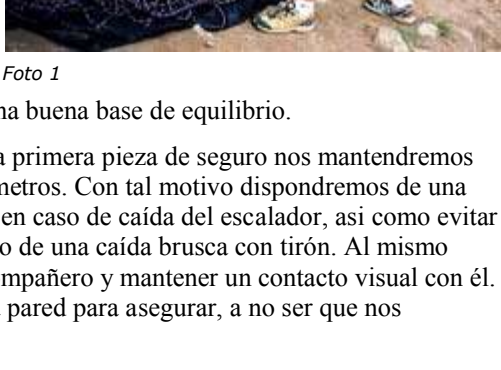 Foto 1
na buena base de equilibrio.
a primera pieza de seguro nos mantendremos
metros. Con tal motivo dispondremos de una
en caso de caída del escalador, asi como evitar
o de una caída brusca con tirón. Al mismo
mpañero y mantener un contacto visual con él.
pared para asegurar, a no ser que nos